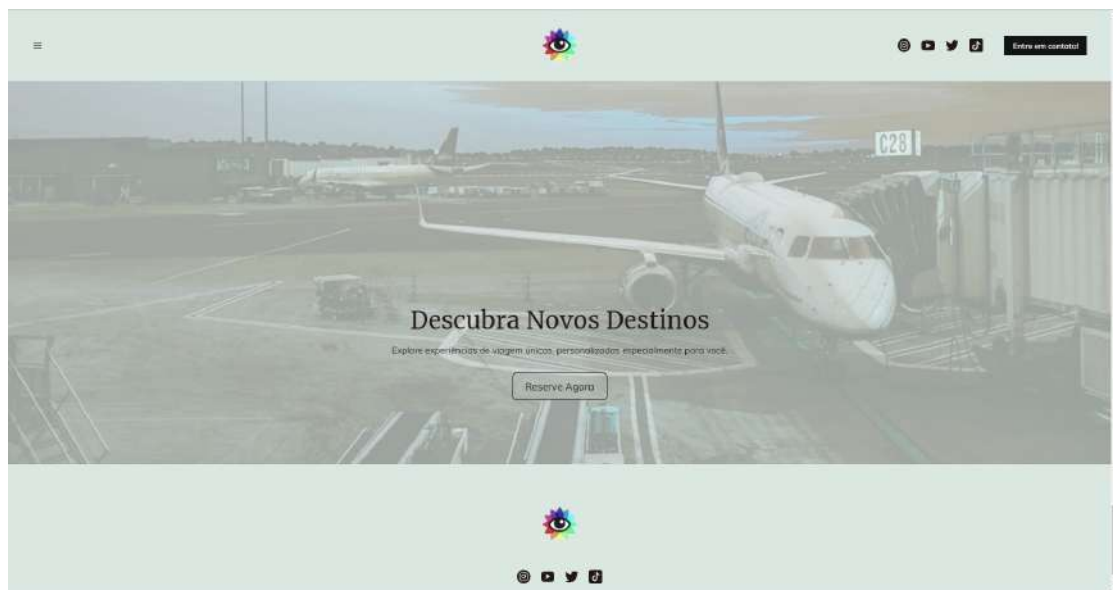 Entre em contato!
C28
Descubra Novos Destinos
Explore experiências de viagem únicas, personalizadas especialmente para você.
Reserve Agora